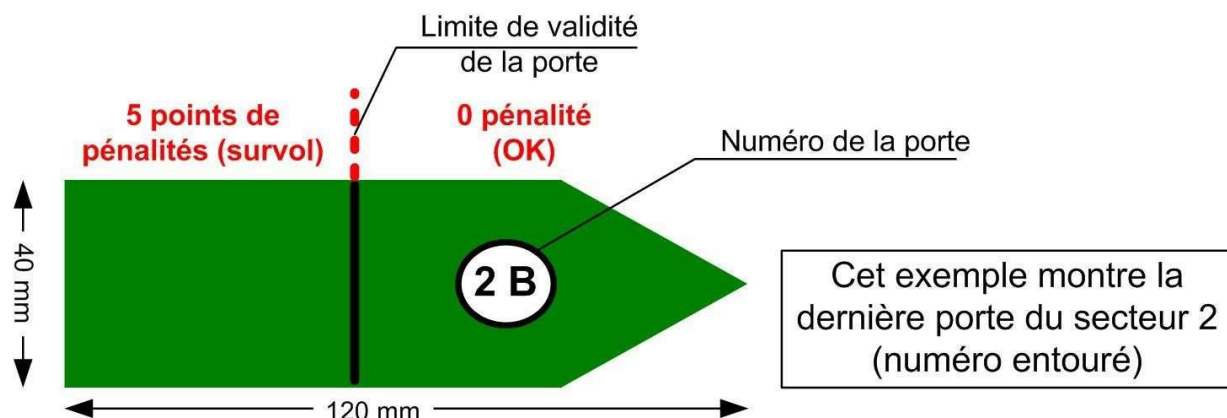 Limite de validité
de la porte
5 points de
pénalités (survol)
0 pénalité
(OK)
Numéro de la porte
40 mm
2 B
Cet exemple montre la
dernière porte du secteur 2
(numéro entouré)
120 mm